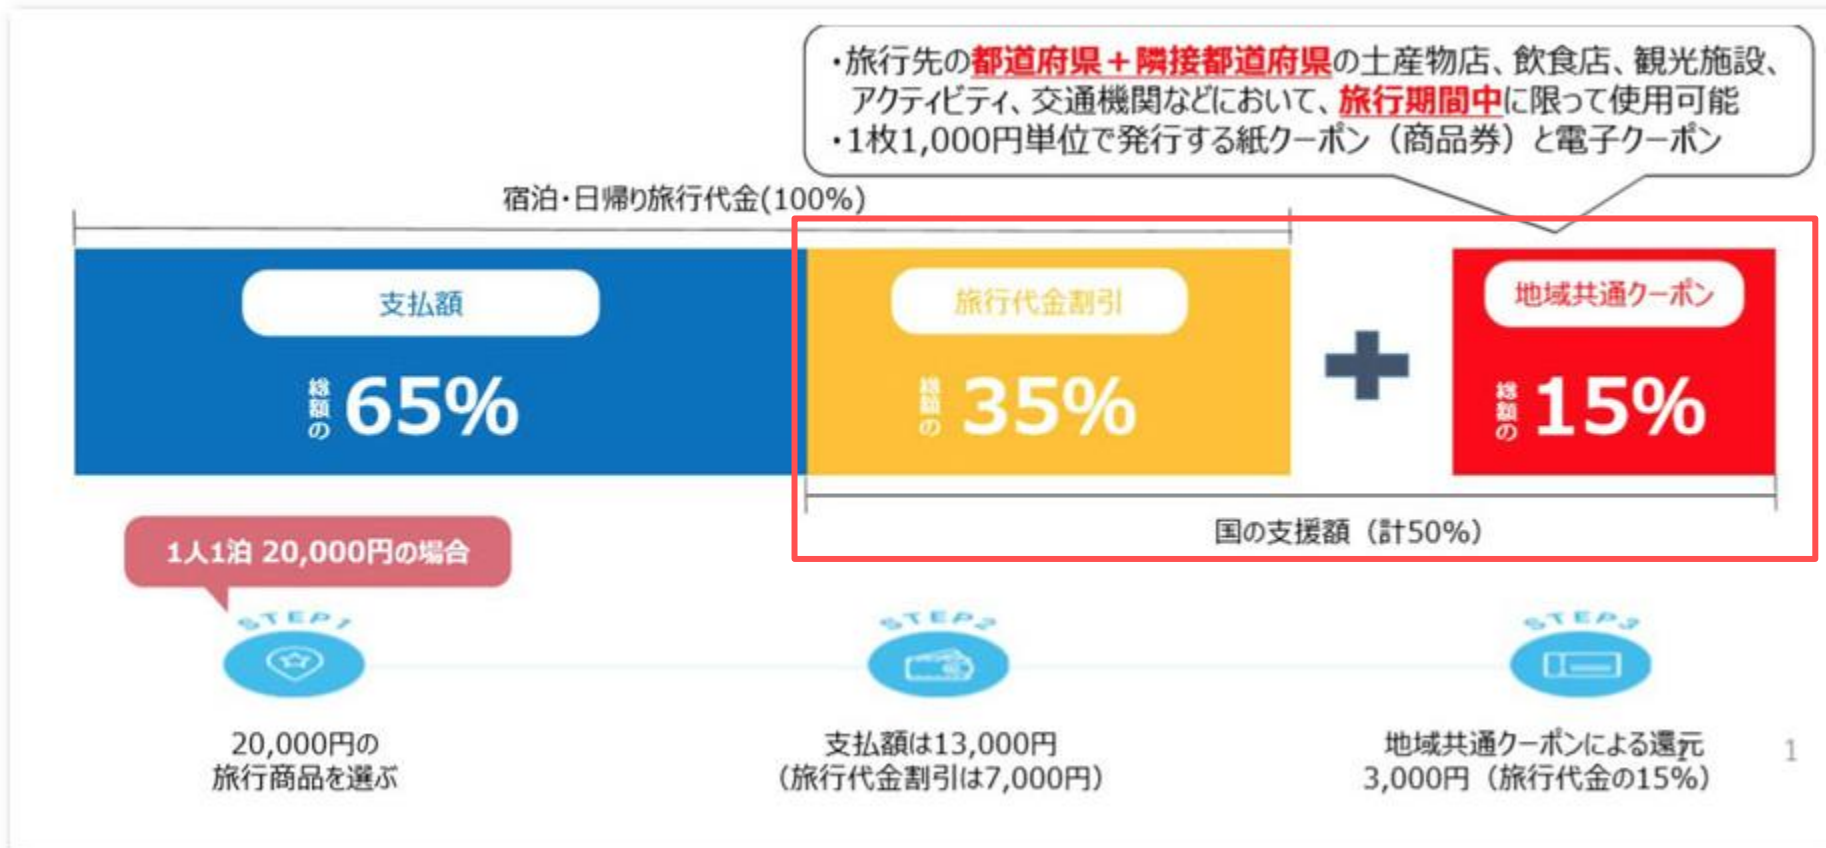 ・旅行先の都道府県＋隣接都道府県の土産物店、飲食店、観光施設、
アクティビティ、交通機関などにおいて、旅行期間中に限って使用可能
・1枚1,000円単位で発行する紙クーポン（商品券）と電子クーポン
宿泊・日帰り旅行代金(100%)
支払額
総額の 65%
旅行代金割引
総額の 35%
地域共通クーポン
総額の 15%
国の支援額（計50%）
1人1泊 20,000円の場合
STEP1
20,000円の
旅行商品を選ぶ
STEP2
支払額は13,000円
（旅行代金割引は7,000円）
STEP3
地域共通クーポンによる還元
3,000円（旅行代金の15%）
1